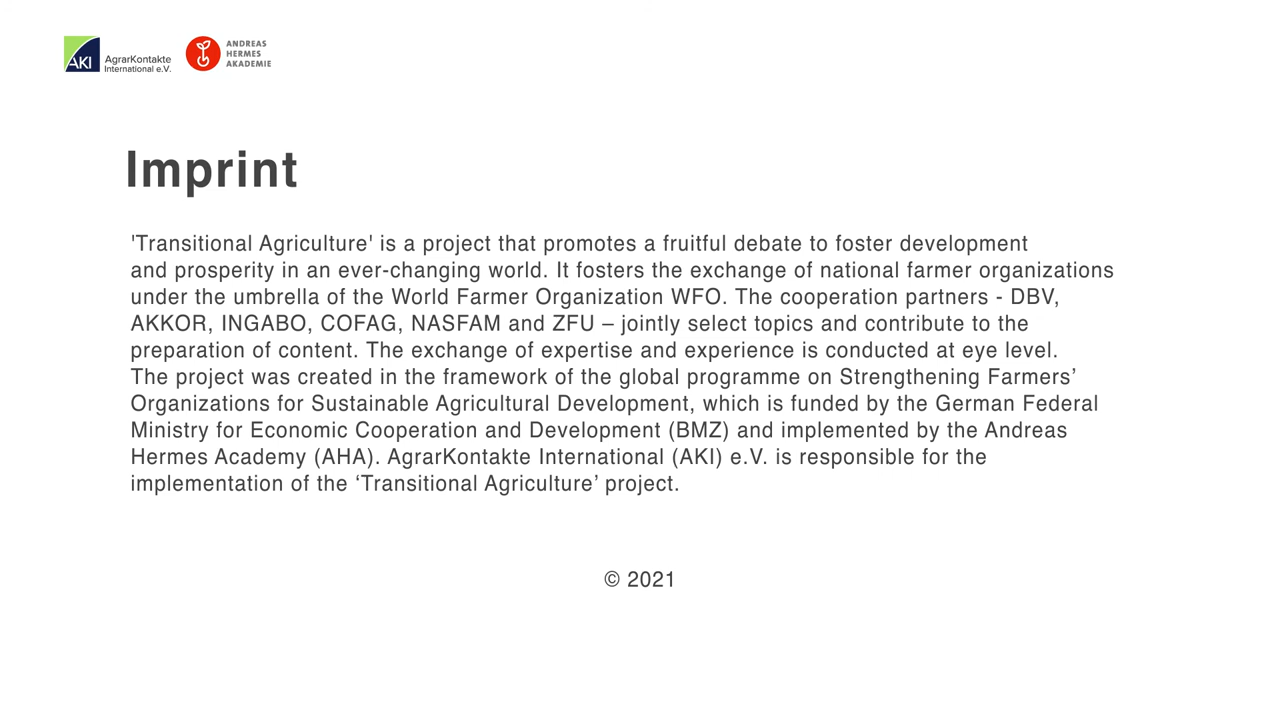 AKI AgrarKontakte
International e.V.
ANDREAS
HERMES
AKADEMIE
Imprint
'Transitional Agriculture' is a project that promotes a fruitful debate to foster development
and prosperity in an ever-changing world. It fosters the exchange of national farmer organizations
under the umbrella of the World Farmer Organization WFO. The cooperation partners - DBV,
AKKOR, INGABO, COFAG, NASFAM and ZFU – jointly select topics and contribute to the
preparation of content. The exchange of expertise and experience is conducted at eye level.
The project was created in the framework of the global programme on Strengthening Farmers’
Organizations for Sustainable Agricultural Development, which is funded by the German Federal
Ministry for Economic Cooperation and Development (BMZ) and implemented by the Andreas
Hermes Academy (AHA). AgrarKontakte International (AKI) e.V. is responsible for the
implementation of the ‘Transitional Agriculture’ project.
© 2021